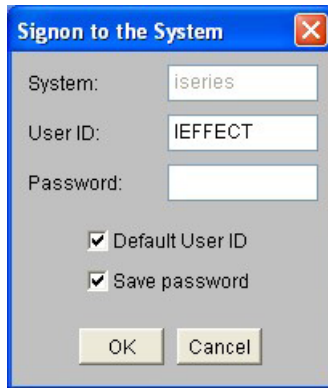 Signon to the System
System: iseries
User ID: IEFFECT
Password:
Default User ID
Save password
OK Cancel